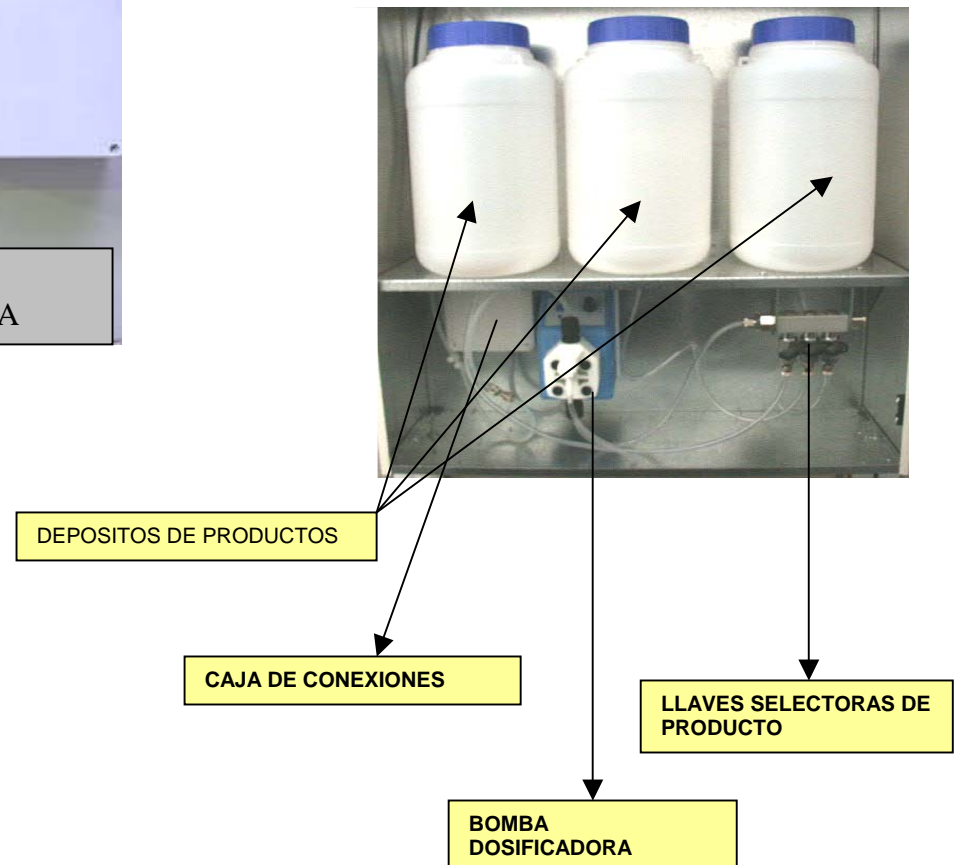 A
DEPOSITOS DE PRODUCTOS
CAJA DE CONEXIONES
LLAVES SELECTORAS DE
PRODUCTO
BOMBA
DOSIFICADORA